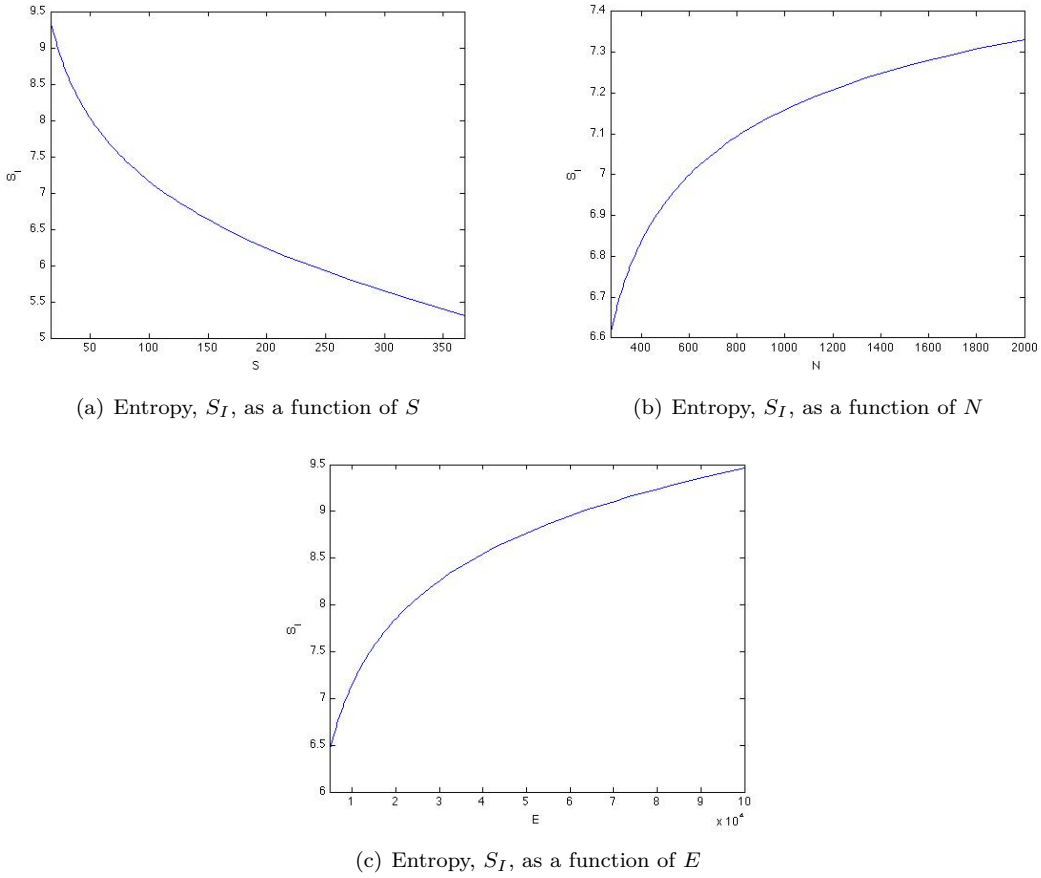 9.5
9
8.5
8
7.5
7
6.5
6
5.5
5
S_I
50 100 150 200 250 300 350
S
(a) Entropy, S_I, as a function of S
7.4
7.3
7.2
7.1
7
6.9
6.8
6.7
6.6
S_I
400 600 800 1000 1200 1400 1600 1800 2000
N
(b) Entropy, S_I, as a function of N
9.5
9
8.5
8
7.5
7
6.5
6
S_I
1 2 3 4 5 6 7 8 9 10
E
x 10^4
(c) Entropy, S_I, as a function of E